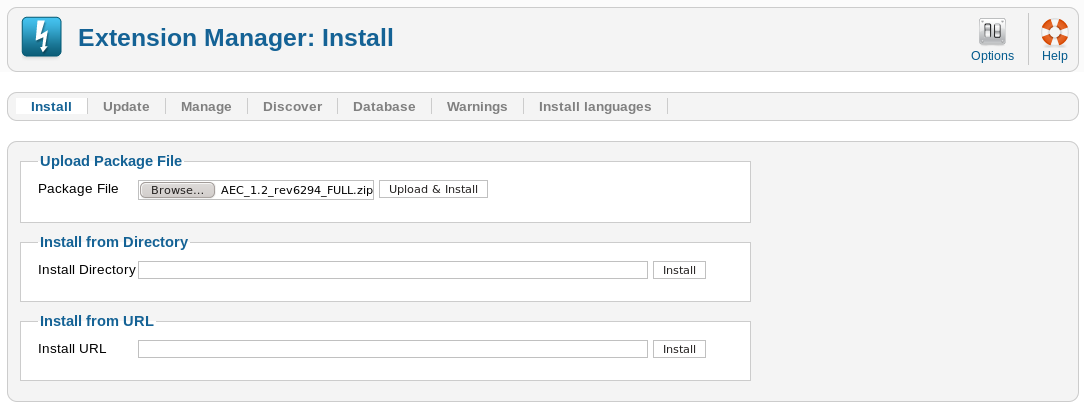 Extension Manager: Install
Options
Help
Install Update Manage Discover Database Warnings Install languages
Upload Package File
Package File Browse... AEC_1.2_rev6294_FULL.zip Upload & Install
Install from Directory
Install Directory Install
Install from URL
Install URL Install